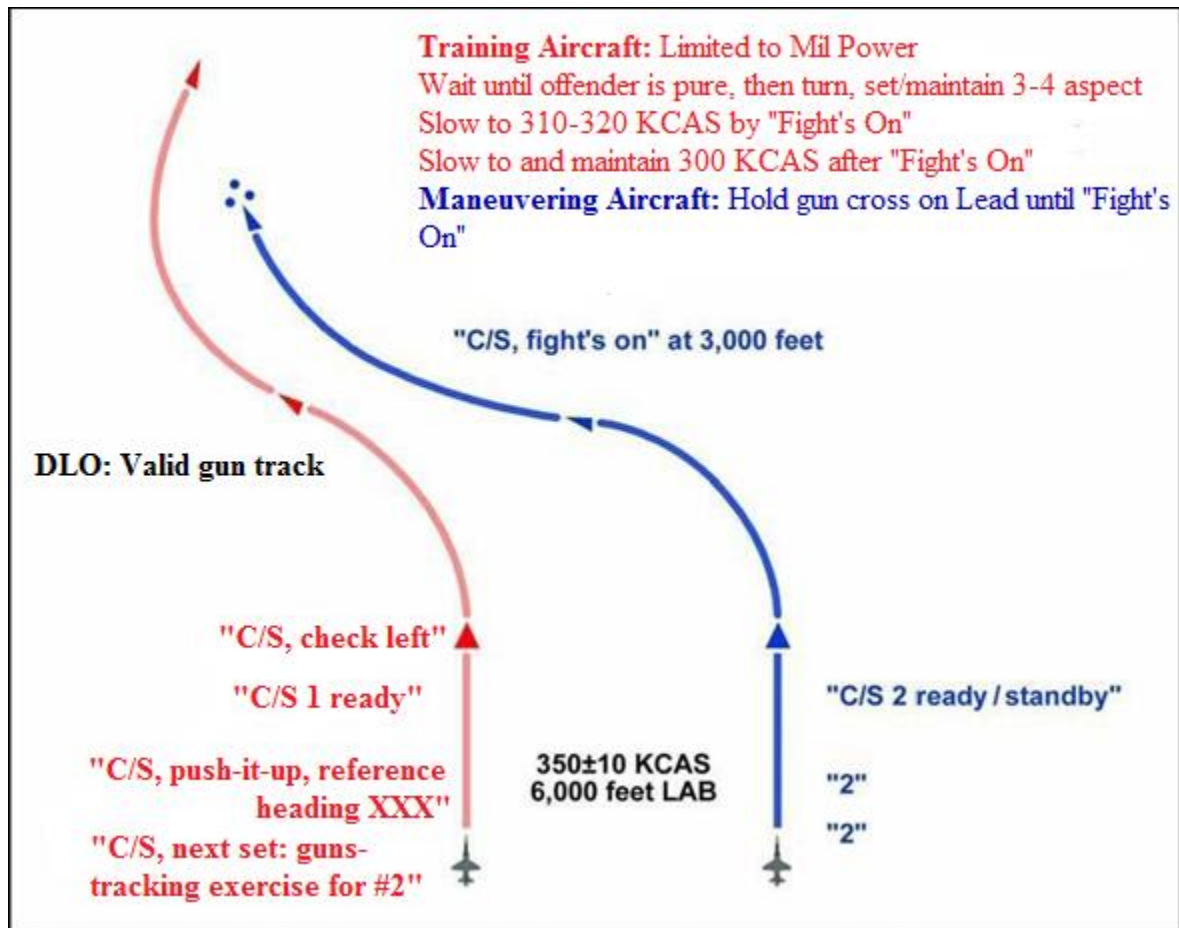 Training Aircraft: Limited to Mil Power
Wait until offender is pure, then turn, set/maintain 3-4 aspect
Slow to 310-320 KCAS by "Fight's On"
Slow to and maintain 300 KCAS after "Fight's On"
Maneuvering Aircraft: Hold gun cross on Lead until "Fight's
On"
"C/S, fight's on" at 3,000 feet
DLO: Valid gun track
"C/S, check left"
"C/S 1 ready"
"C/S 2 ready / standby"
"C/S, push-it-up, reference
heading XXX"
350±10 KCAS
6,000 feet LAB
"2"
"2"
"C/S, next set: guns-
tracking exercise for #2"